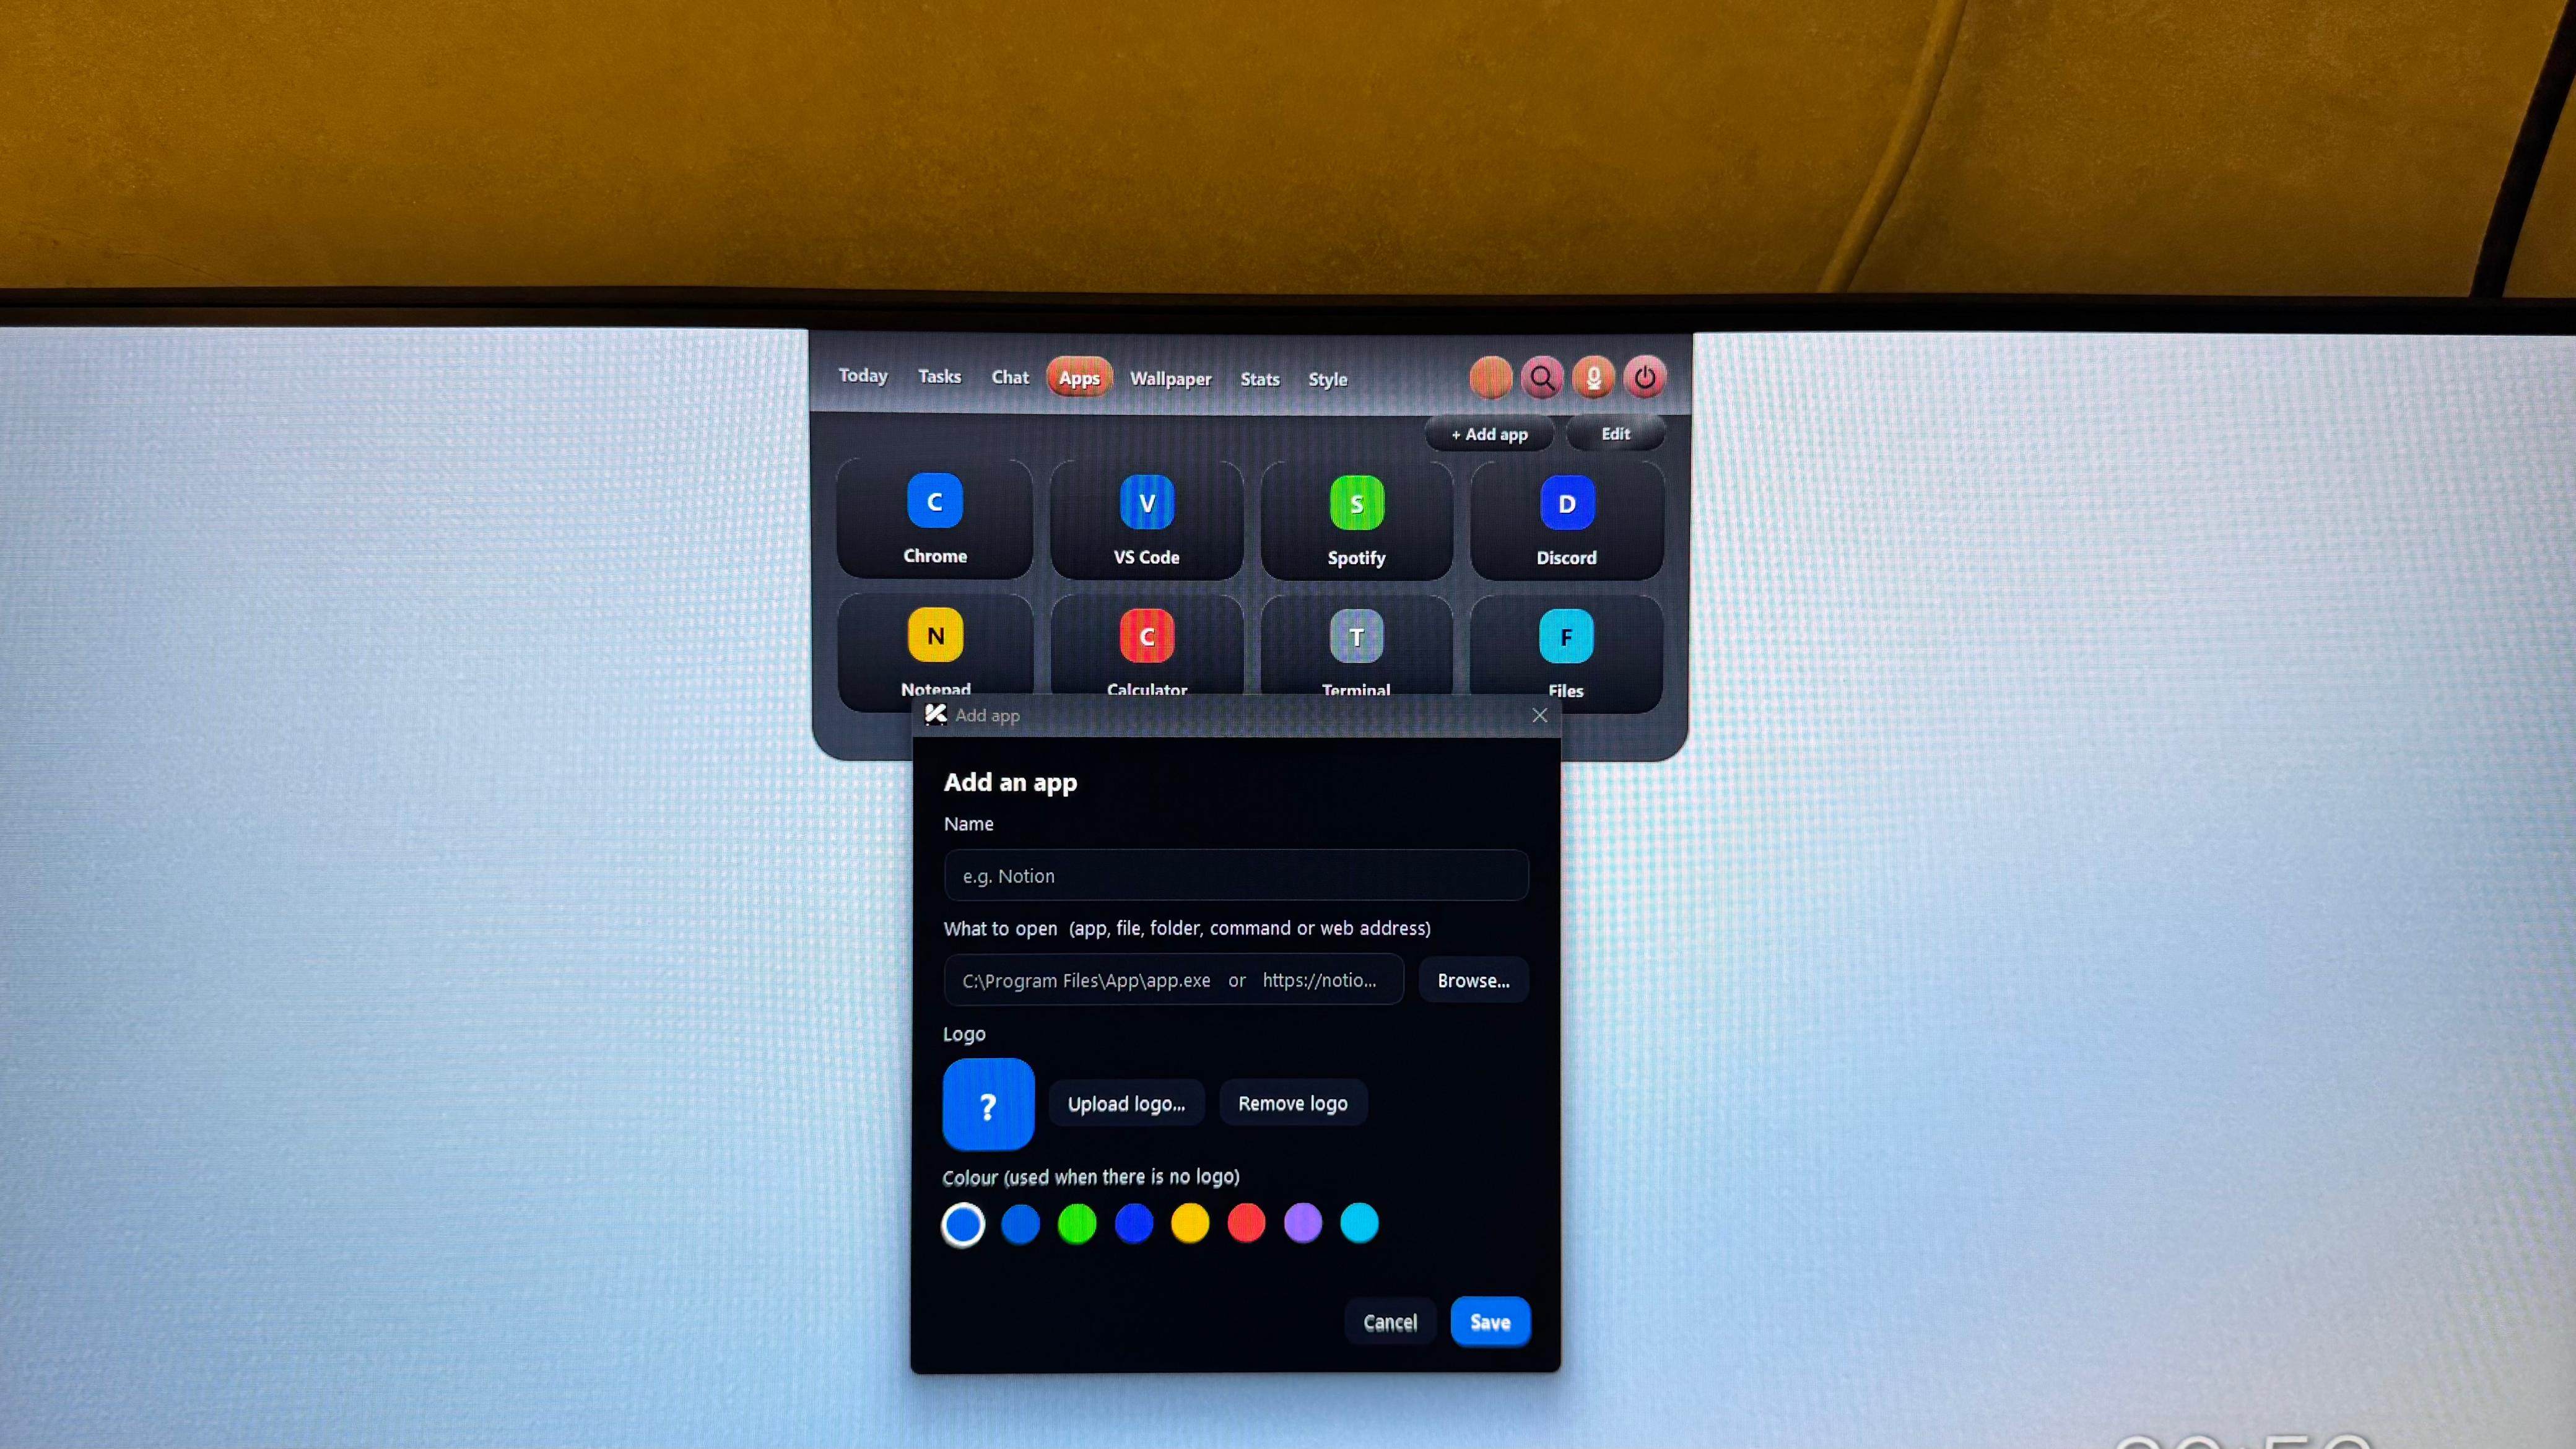 Today Tasks Chat Apps Wallpaper Stats Style
+ Add app Edit
C V S D
Chrome VS Code Spotify Discord
N C T F
Notepad Calculator Terminal Files
Add app
Add an app
Name
e.g. Notion
What to open (app, file, folder, command or web address)
C:\Program Files\App\app.exe or https://notio... Browse...
Logo
? Upload logo... Remove logo
Colour (used when there is no logo)
Cancel Save